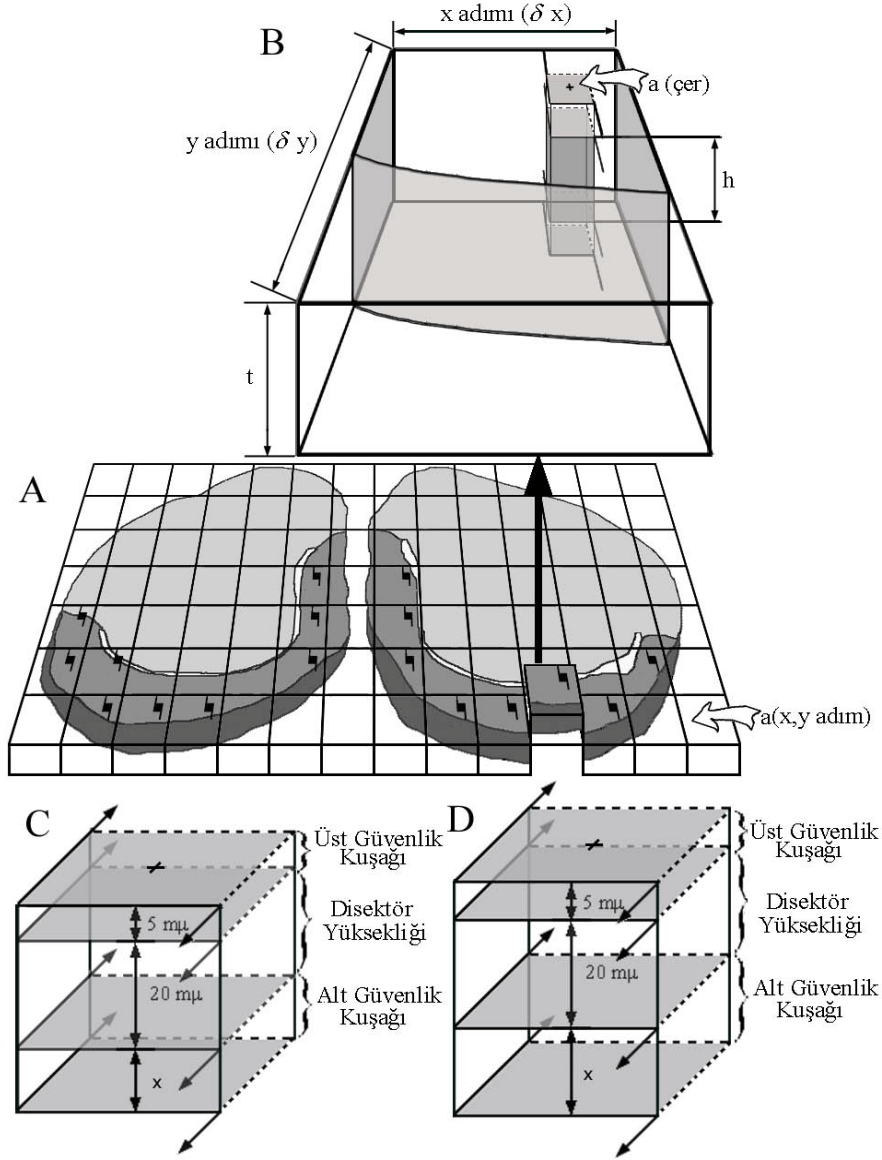 B
x adımı (δ x)
a (çer)
y adımı (δ y)
h
t
A
a(x,y adım)
C
Üst Güvenlik
Kuşağı
5 mμ
Disektör
Yüksekliği
20 mμ
Alt Güvenlik
Kuşağı
x
D
Üst Güvenlik
Kuşağı
5 mμ
Disektör
Yüksekliği
20 mμ
Alt Güvenlik
Kuşağı
x